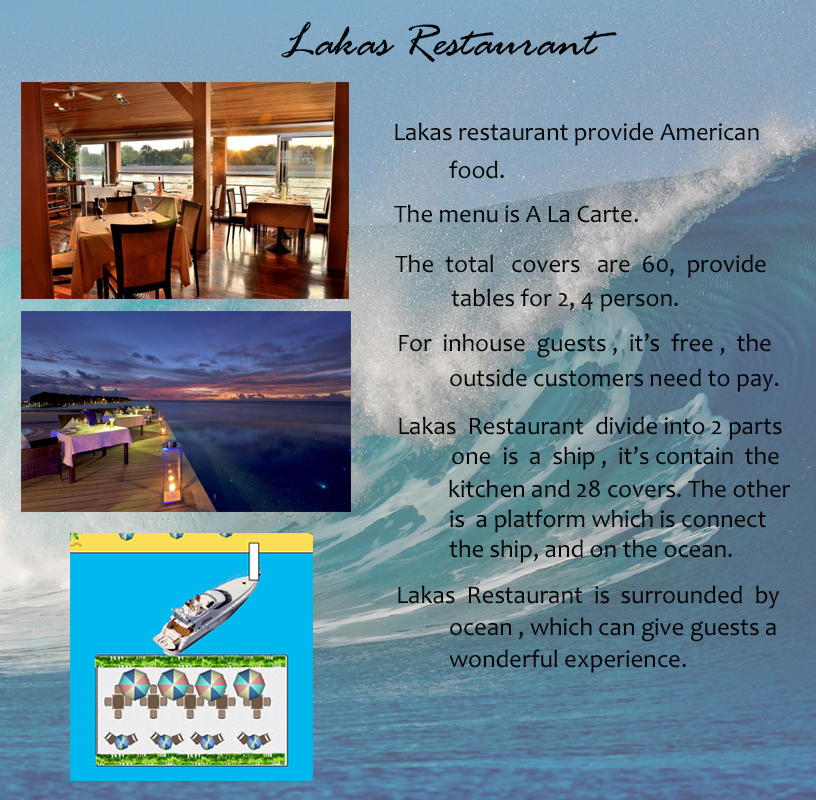 Lakas Restaurant
Lakas restaurant provide American
food.
The menu is A La Carte.
The total covers are 60, provide
tables for 2, 4 person.
For inhouse guests , it's free , the
outside customers need to pay.
Lakas Restaurant divide into 2 parts
one is a ship , it's contain the
kitchen and 28 covers. The other
is a platform which is connect
the ship, and on the ocean.
Lakas Restaurant is surrounded by
ocean , which can give guests a
wonderful experience.